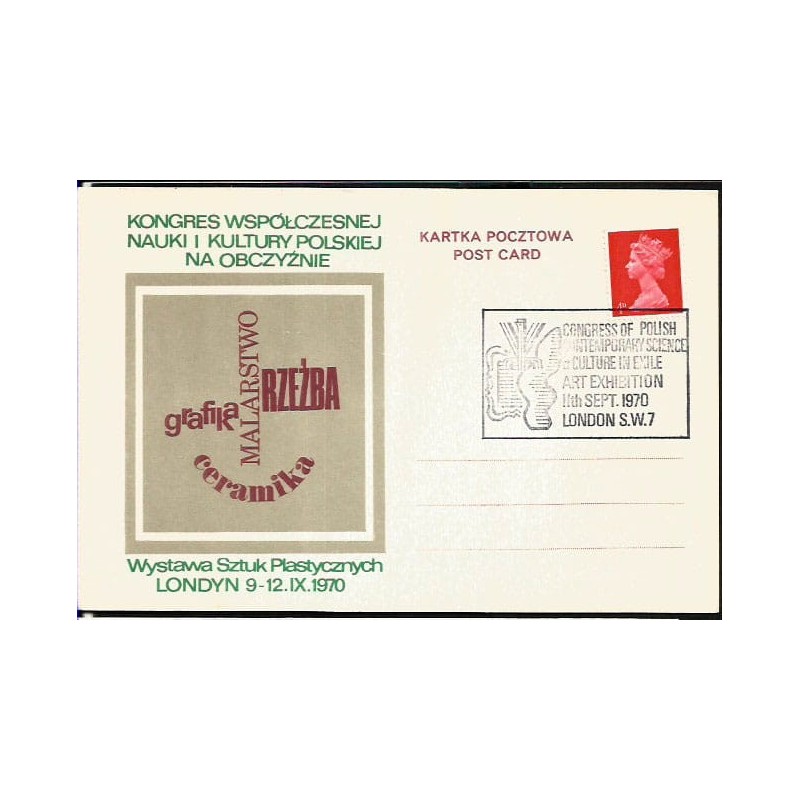 KONGRES WSPÓŁCZESNEJ
NAUKI I KULTURY POLSKIEJ
NA OBCZYŹNIE
grafika
MALARSTWO
RZEŹBA
ceramika
Wystawa Sztuk Plastycznych
LONDYN 9-12.IX.1970
KARTKA POCZTOWA
POST CARD
CONGRESS OF POLISH
CONTEMPORARY SCIENCE
CULTURE IN EXILE
ART EXHIBITION
11th SEPT. 1970
LONDON S.W.7